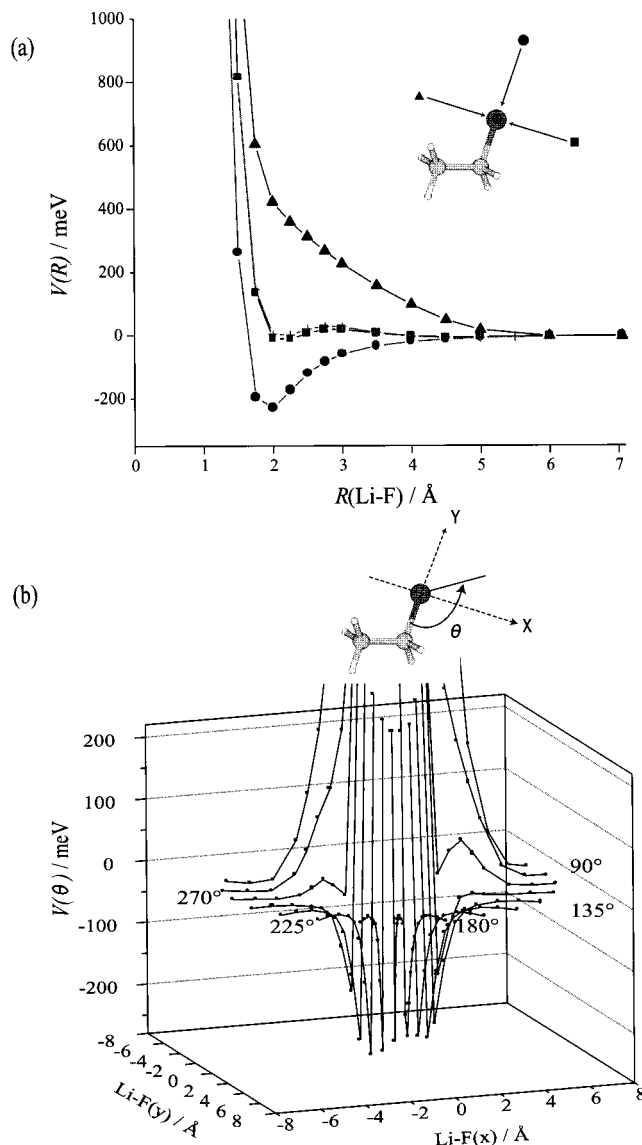 (a)
1000
800
600
400
200
0
-200
V(R) / meV
0 1 2 3 4 5 6 7
R(Li-F) / Å
(b)
Y
X
θ
200
100
0
-100
-200
V(θ) / meV
270°
225°
180°
135°
90°
-8 -6 -4 -2 0 2 4 6 8
Li-F(y) / Å
-8 -6 -4 -2 0 2 4 6 8
Li-F(x) / Å